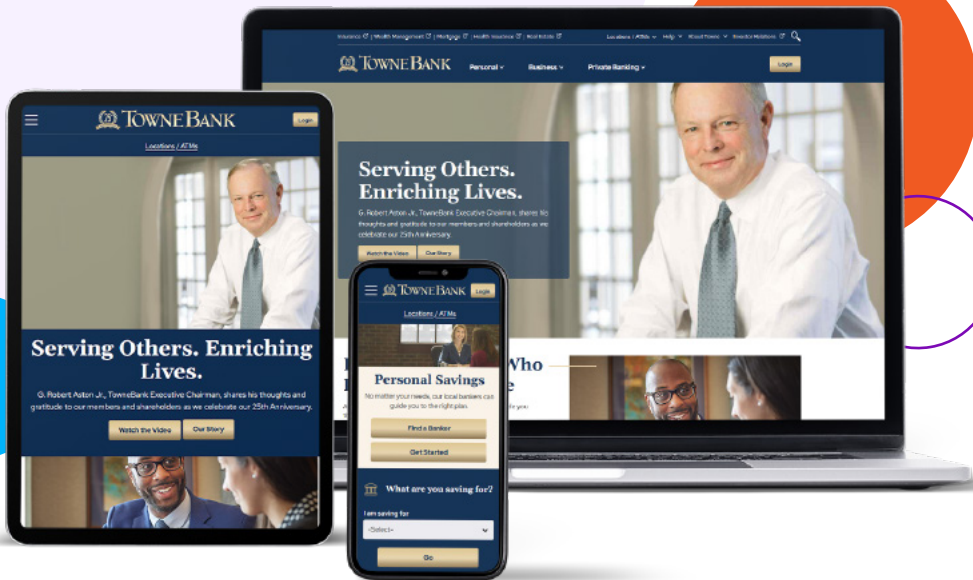 Insurance | Wealth Management | Mortgage | Health Insurance | Real Estate
Locations | ATMs Help About Towne Investor Relations
TOWNEBANK
Personal
Business
Private Banking
Login
Serving Others.
Enriching Lives.
G. Robert Aston Jr., TowneBank Executive Chairman, shares his
thoughts and gratitude to our members and shareholders as we
celebrate our 25th Anniversary.
Watch the Video
Our Story
Who
25 TOWNEBANK
Login
Locations / ATMs
Serving Others. Enriching
Lives.
G. Robert Aston Jr., TowneBank Executive Chairman, shares his thoughts and
gratitude to our members and shareholders as we celebrate our 25th Anniversary.
Watch the Video
Our Story
TOWNEBANK
Login
Locations / ATMs
Personal Savings
No matter your needs, our local bankers can
guide you to the right plan.
Find a Banker
Get Started
What are you saving for?
I am saving for
-Select-
Go